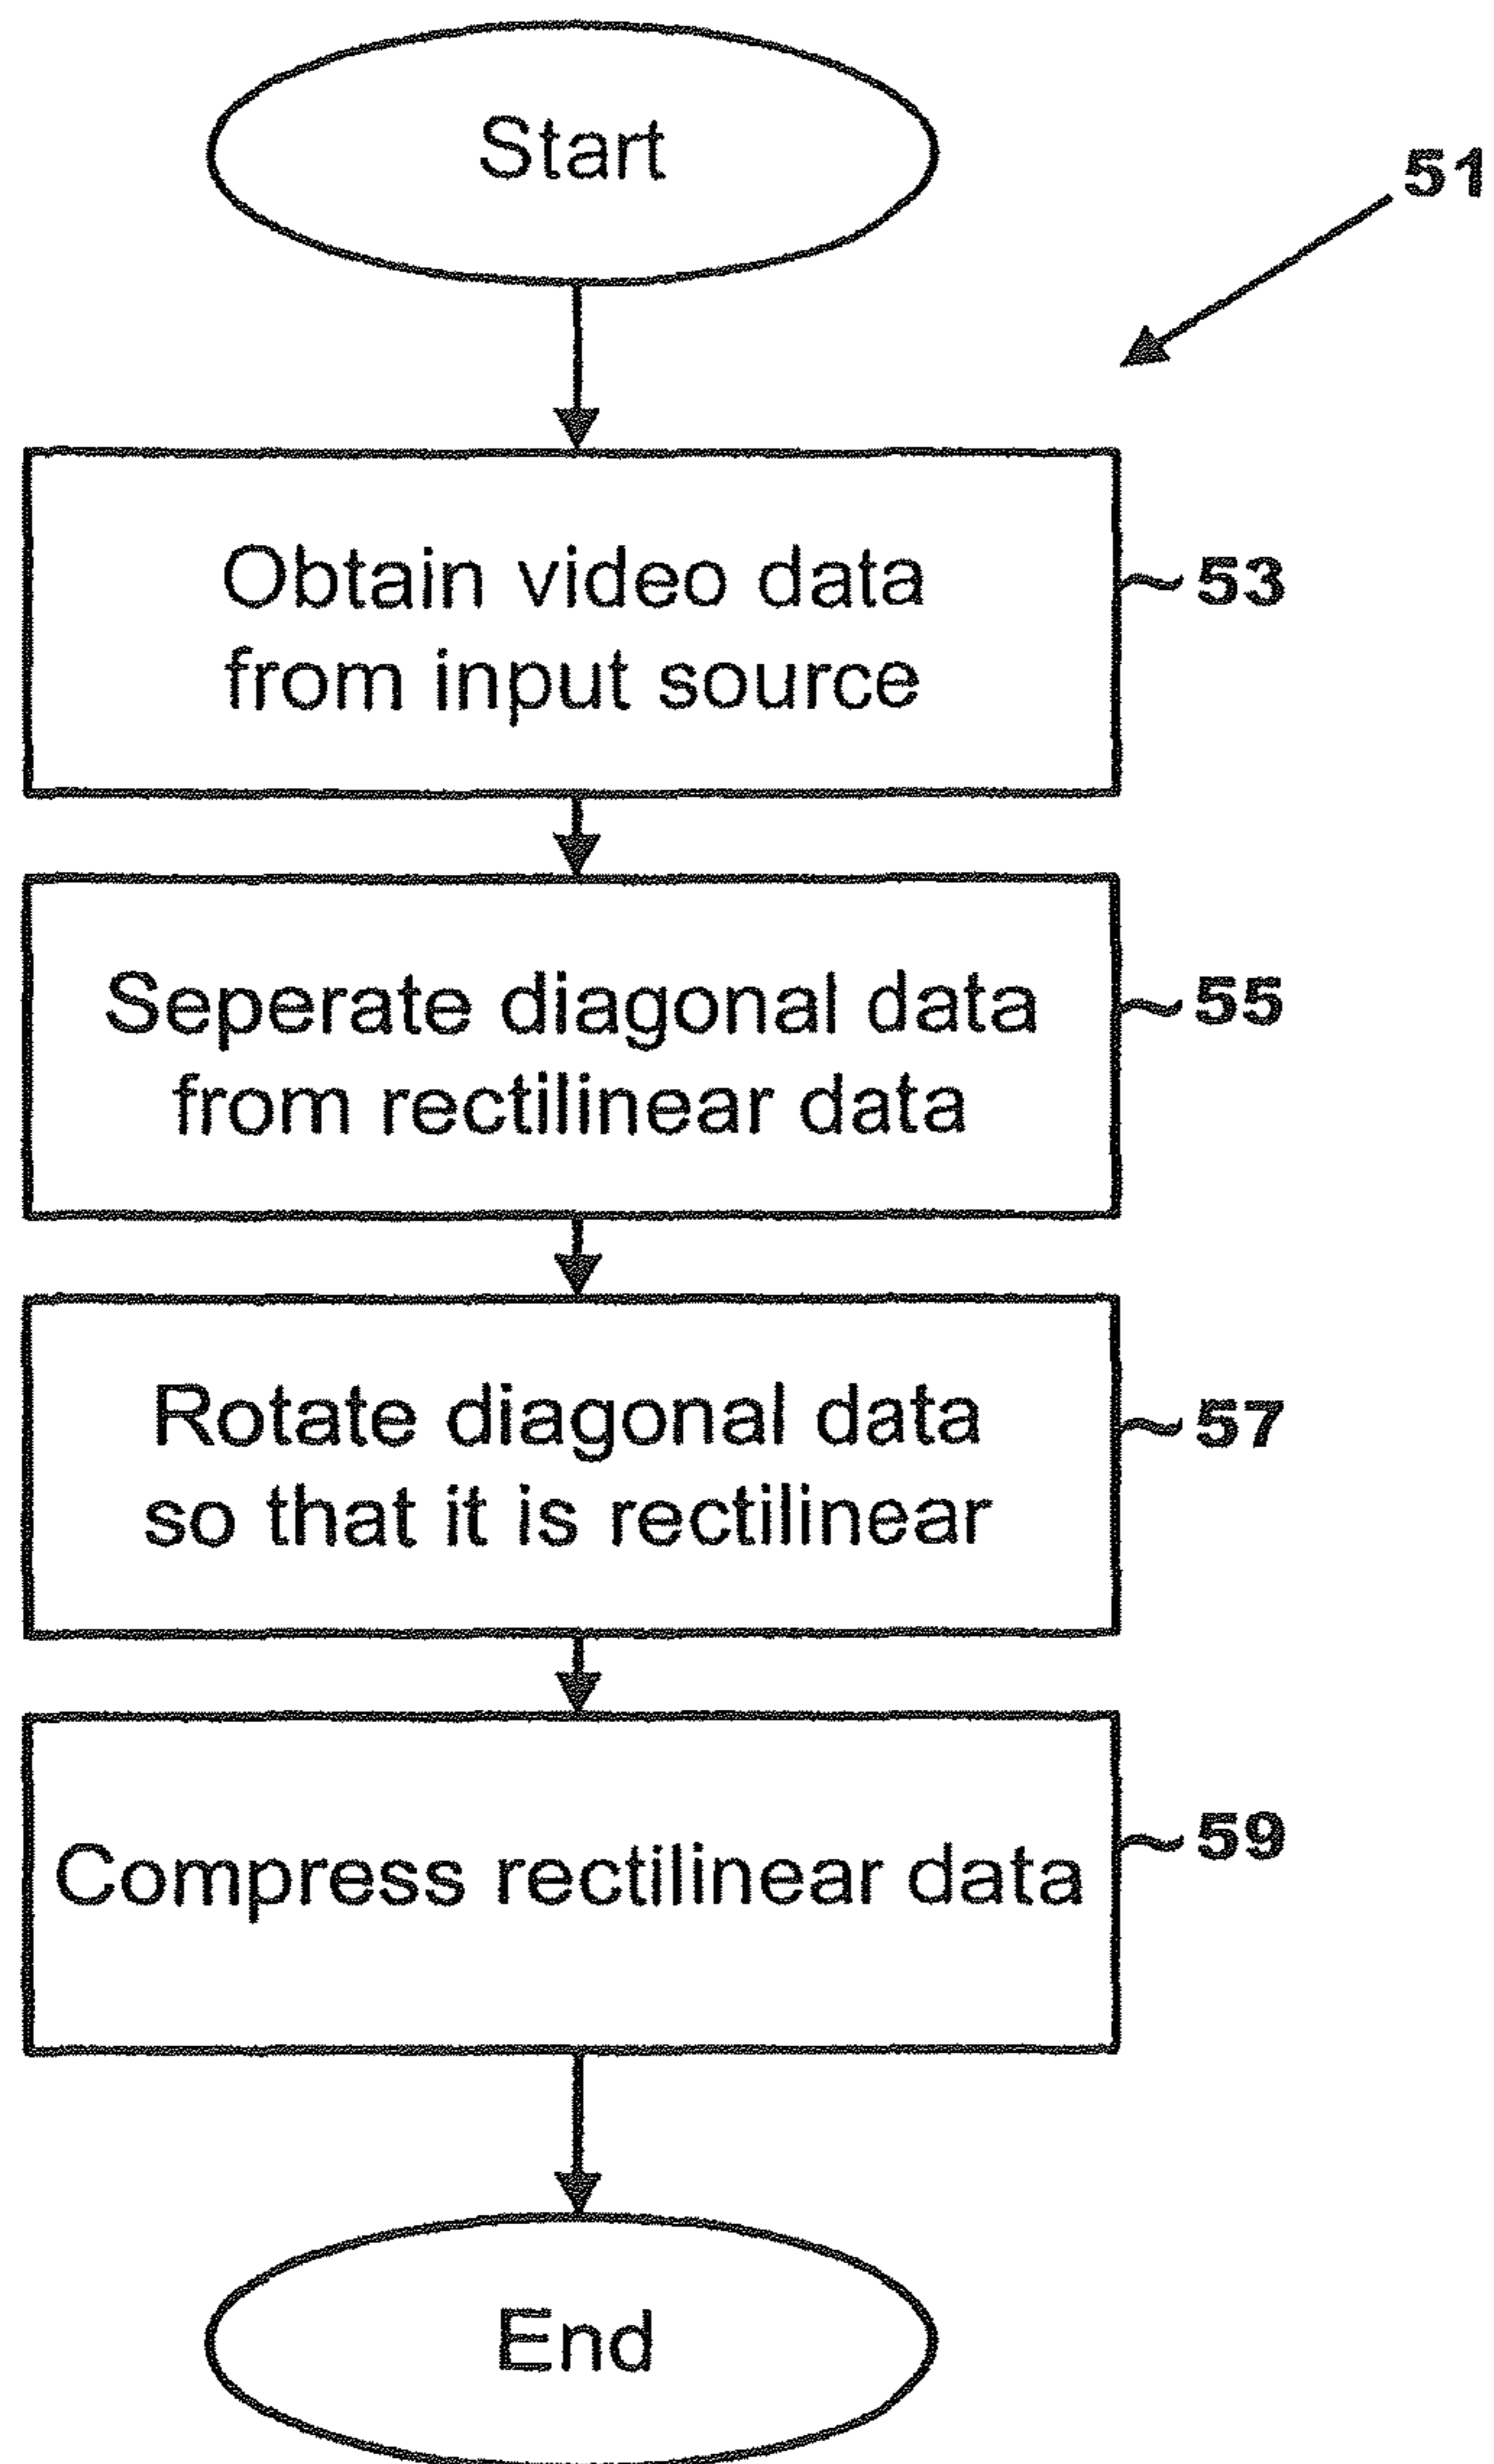 Start
51
Obtain video data
from input source
53
Seperate diagonal data
from rectilinear data
55
Rotate diagonal data
so that it is rectilinear
57
Compress rectilinear data
59
End